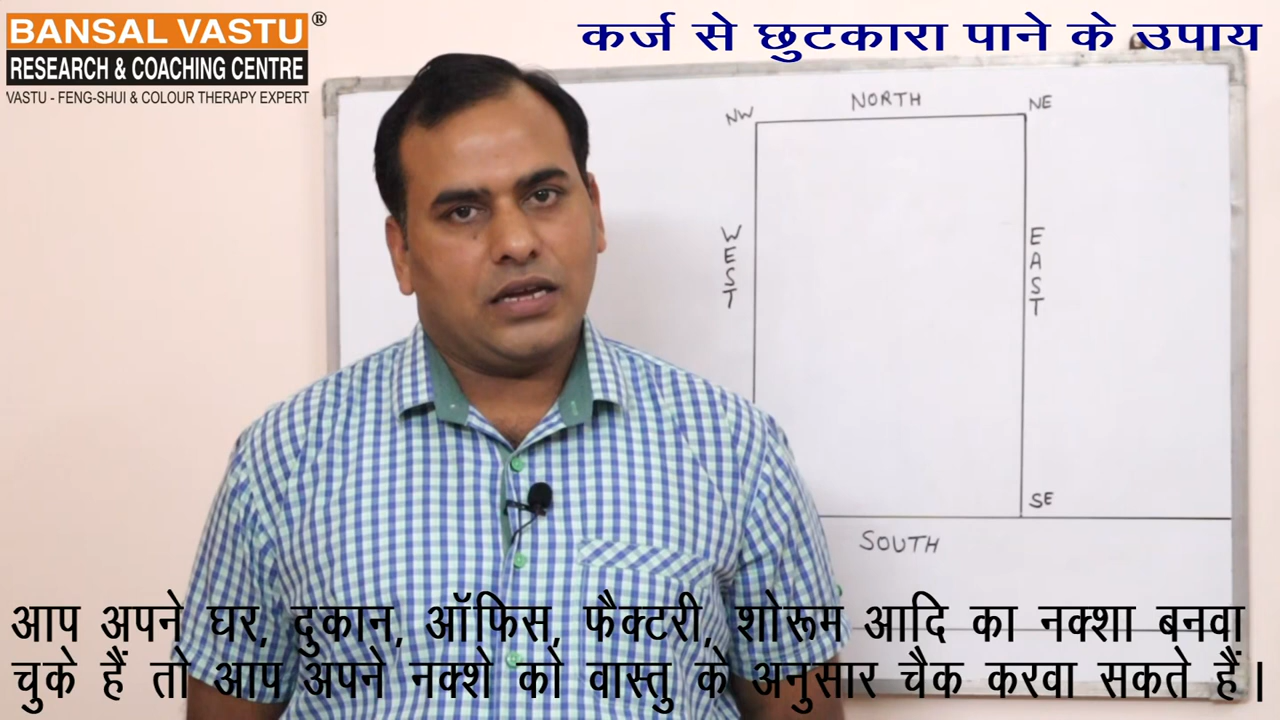 BANSAL VASTU®
RESEARCH & COACHING CENTRE
VASTU - FENG-SHUI & COLOUR THERAPY EXPERT
कर्ज से छुटकारा पाने के उपाय
NW
NORTH
NE
WEST
EAST
SE
SOUTH
आप अपने घर, दुकान, ऑफिस, फैक्टरी, शोरूम आदि का नक्शा बनवा
चुके हैं तो आप अपने नक्शे को वास्तु के अनुसार चैक करवा सकते हैं।